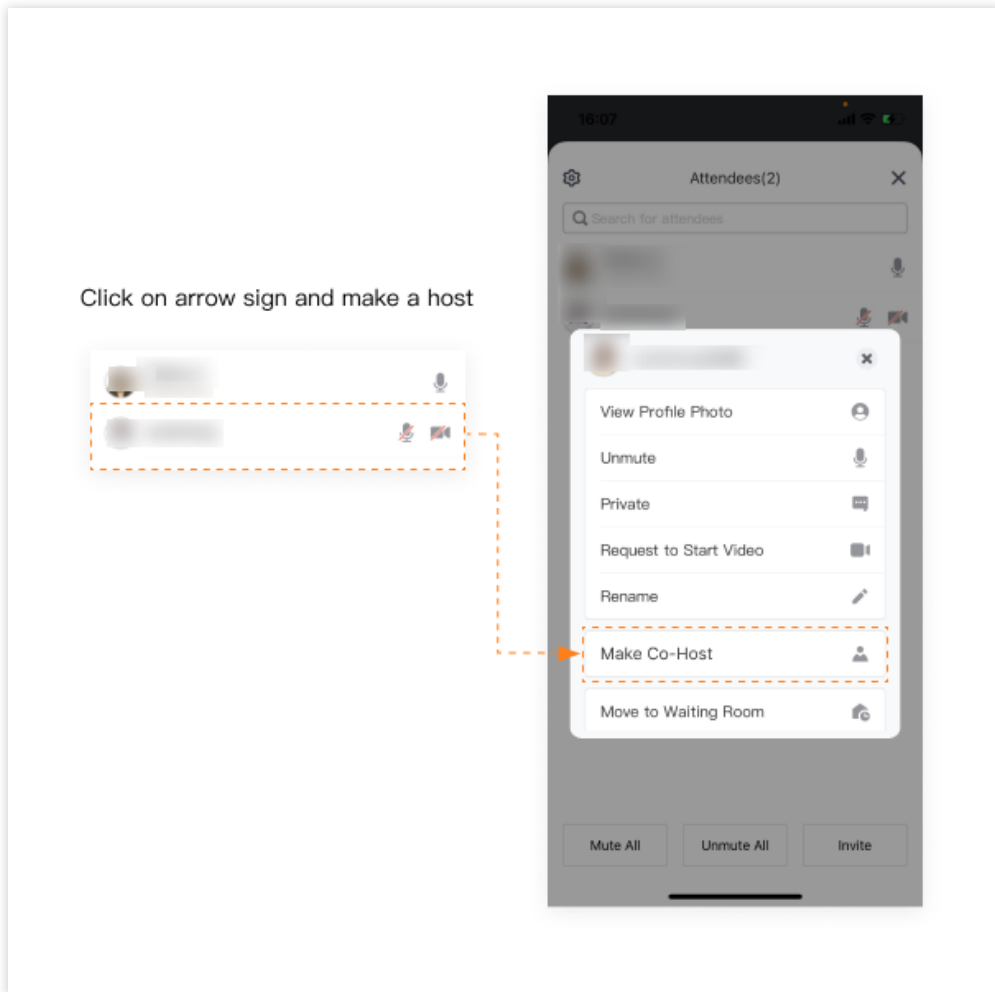 Click on arrow sign and make a host
16:07
Attendees(2)
Search for attendees
View Profile Photo
Unmute
Private
Request to Start Video
Rename
Make Co-Host
Move to Waiting Room
Mute All
Unmute All
Invite